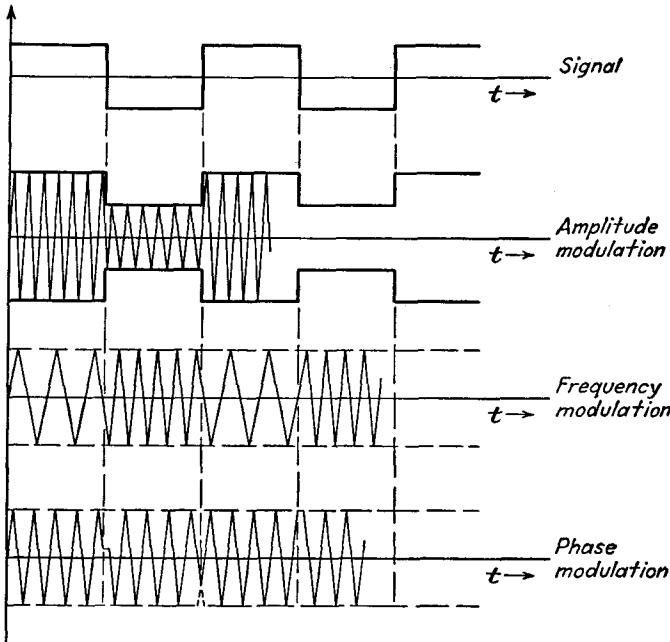 Signal
t→
Amplitude
modulation
t→
Frequency
modulation
t→
Phase
modulation
t→